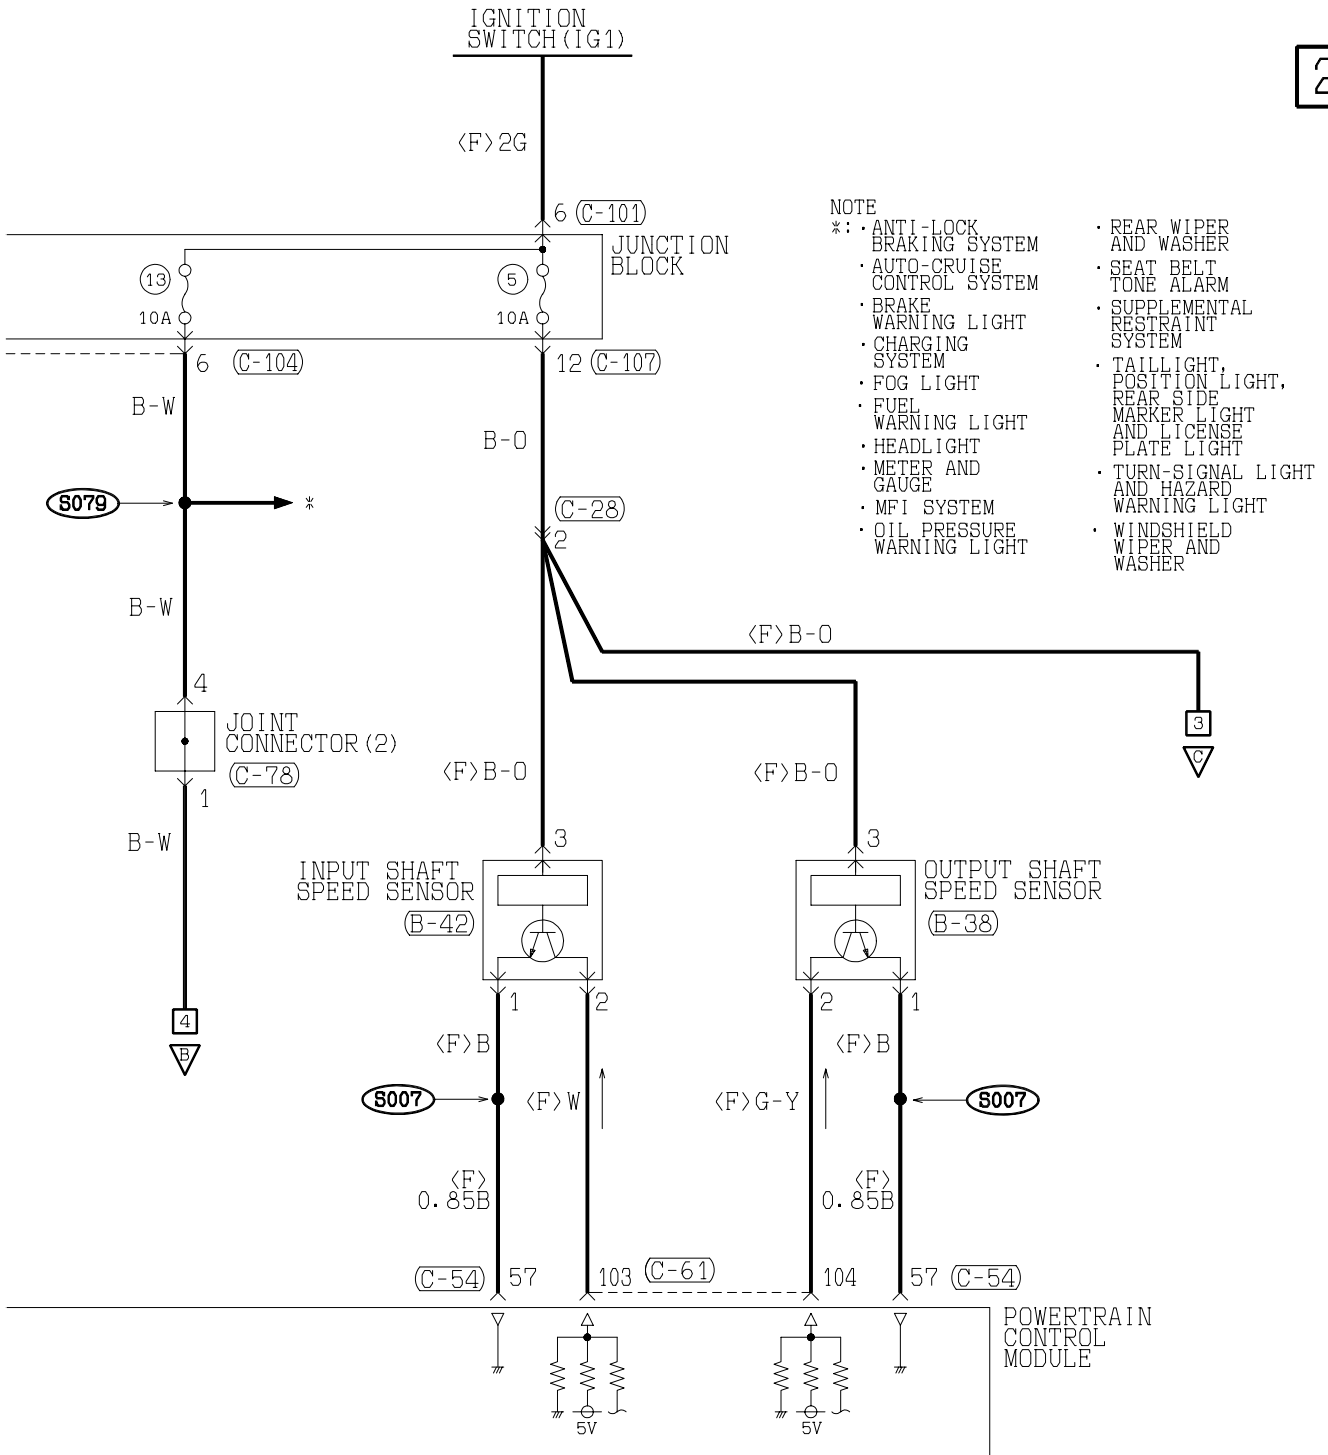 IGNITION
SWITCH(IG1)
2
<F>2G
6 (C-101)
JUNCTION
BLOCK
13
10A
5
10A
6 (C-104)
12 (C-107)
NOTE
*: · ANTI-LOCK
BRAKING SYSTEM
· AUTO-CRUISE
CONTROL SYSTEM
· BRAKE
WARNING LIGHT
· CHARGING
SYSTEM
· FOG LIGHT
· FUEL
WARNING LIGHT
· HEADLIGHT
· METER AND
GAUGE
· MFI SYSTEM
· OIL PRESSURE
WARNING LIGHT
· REAR WIPER
AND WASHER
· SEAT BELT
TONE ALARM
· SUPPLEMENTAL
RESTRAINT
SYSTEM
· TAILLIGHT,
POSITION LIGHT,
REAR SIDE
MARKER LIGHT
AND LICENSE
PLATE LIGHT
· TURN-SIGNAL LIGHT
AND HAZARD
WARNING LIGHT
· WINDSHIELD
WIPER AND
WASHER
B-W
B-O
S079
*
(C-28)
2
B-W
<F>B-O
4
JOINT
CONNECTOR(2)
(C-78)
1
3
C
<F>B-O
<F>B-O
B-W
3
3
INPUT SHAFT
SPEED SENSOR
(B-42)
OUTPUT SHAFT
SPEED SENSOR
(B-38)
1
2
2
1
4
B
<F>B
<F>B
S007
<F>W
<F>G-Y
S007
<F>
0.85B
<F>
0.85B
(C-54) 57
103 (C-61)
104
57 (C-54)
POWERTRAIN
CONTROL
MODULE
5V
5V